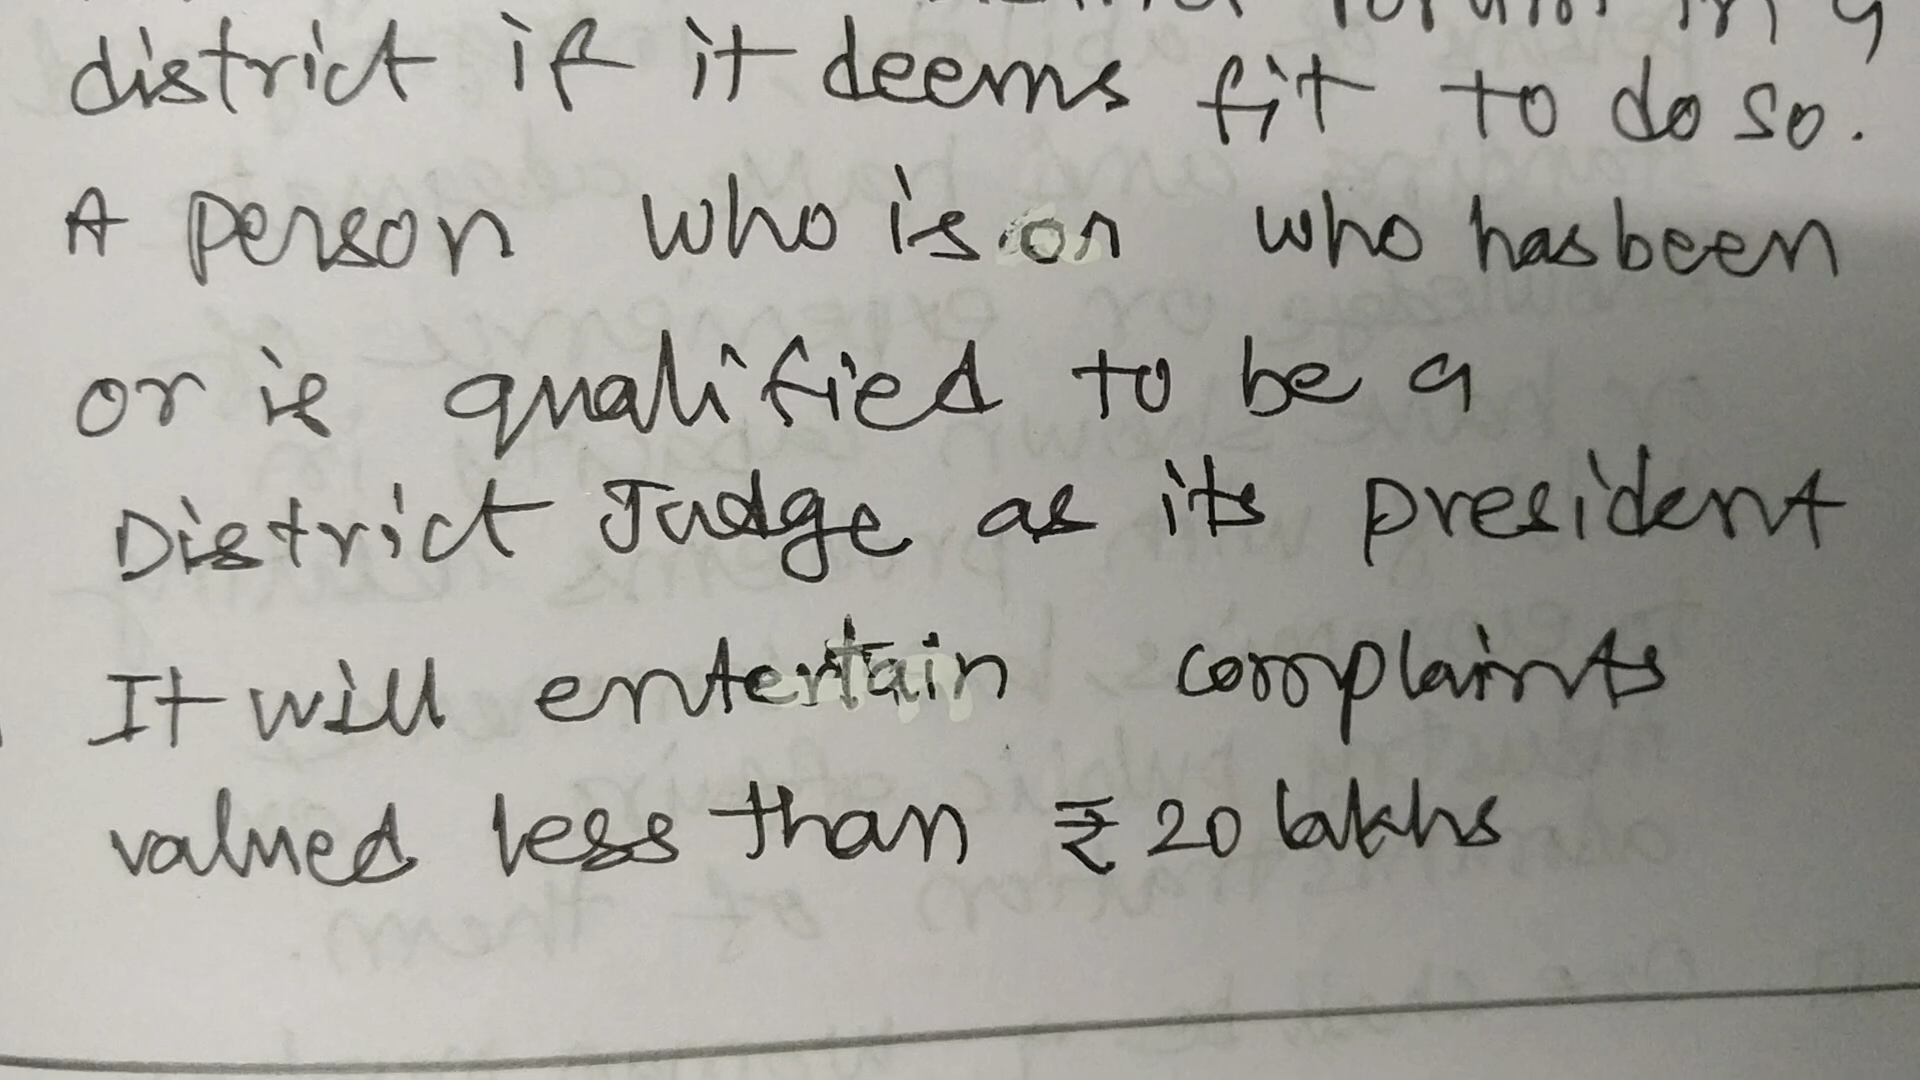 district if it deems fit to do so.
A person who is or who has been
or is qualified to be a
District Judge as its president
It will entertain complaints
valued less than ₹ 20 lakhs